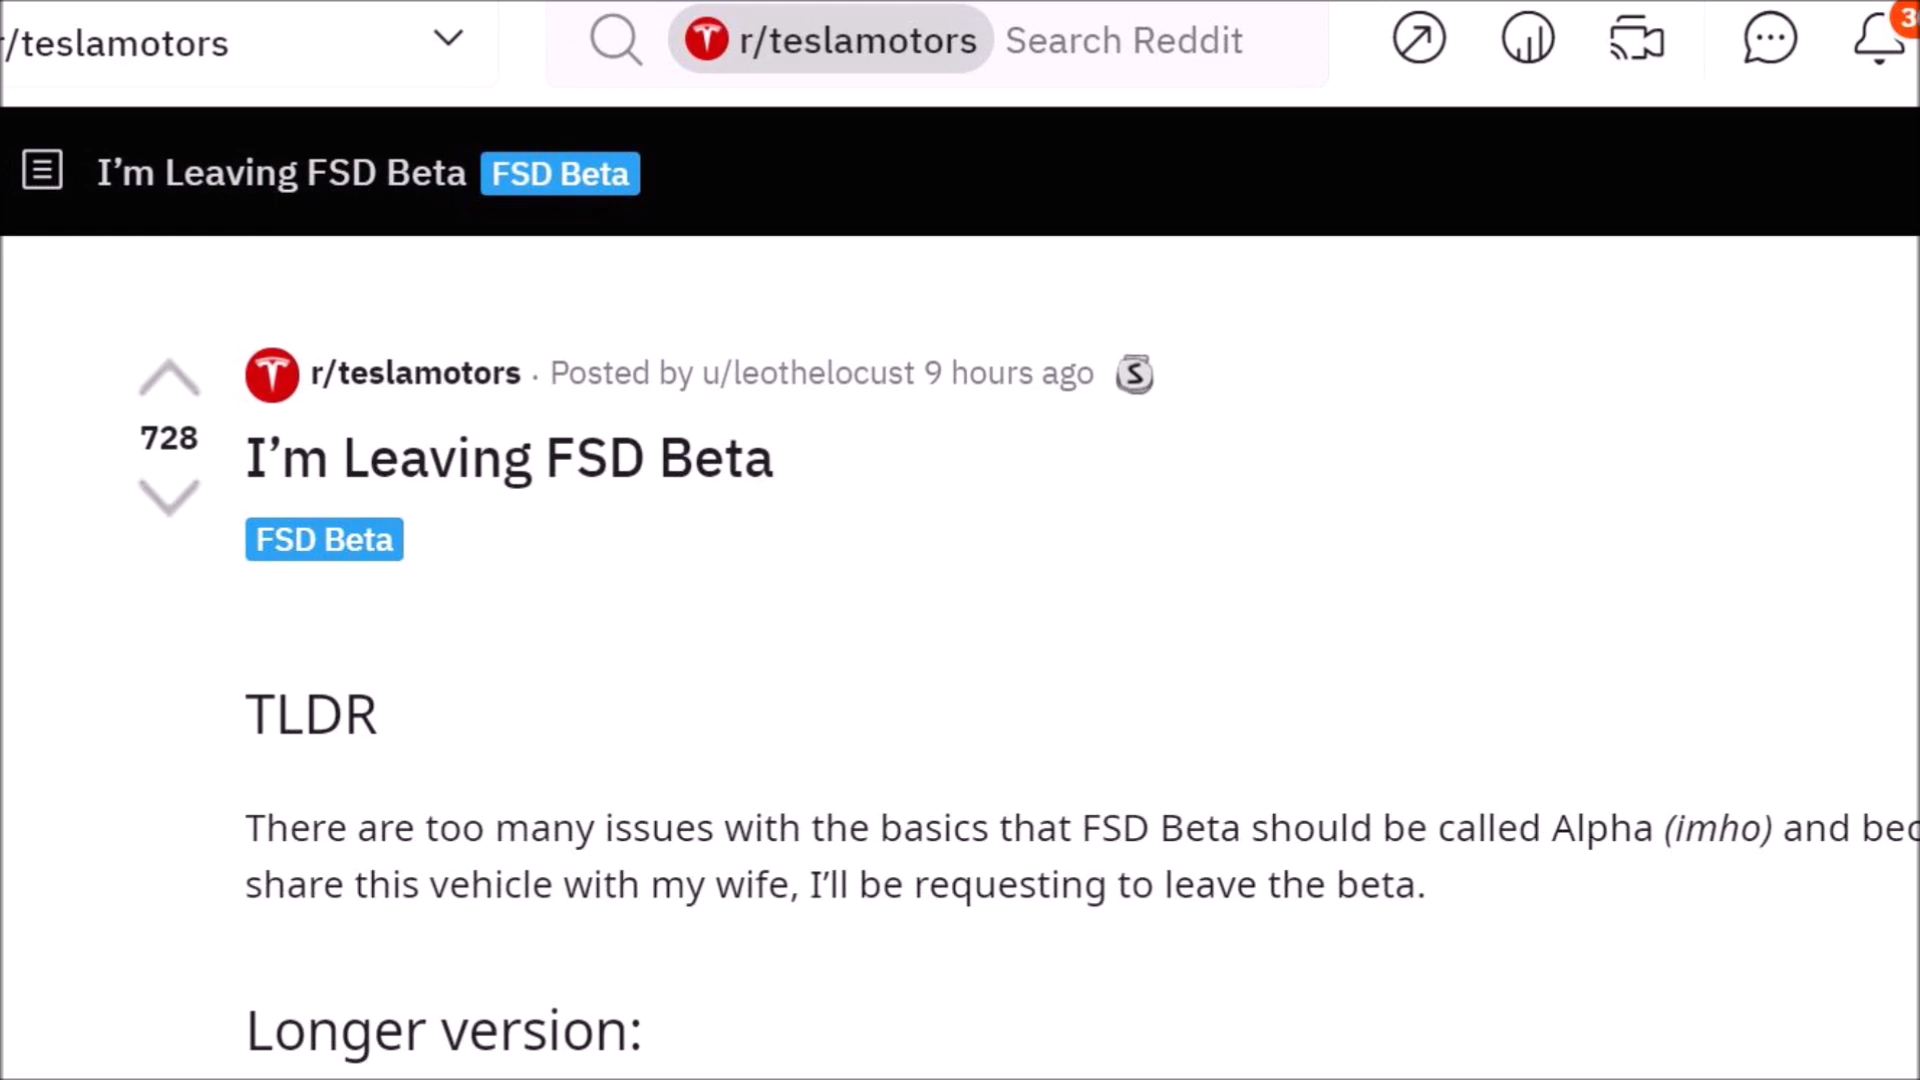 r/teslamotors
r/teslamotors Search Reddit
3
I’m Leaving FSD Beta FSD Beta
r/teslamotors · Posted by u/leothelocust 9 hours ago
728
I’m Leaving FSD Beta
FSD Beta
TLDR
There are too many issues with the basics that FSD Beta should be called Alpha (imho) and
share this vehicle with my wife, I’ll be requesting to leave the beta.
Longer version: